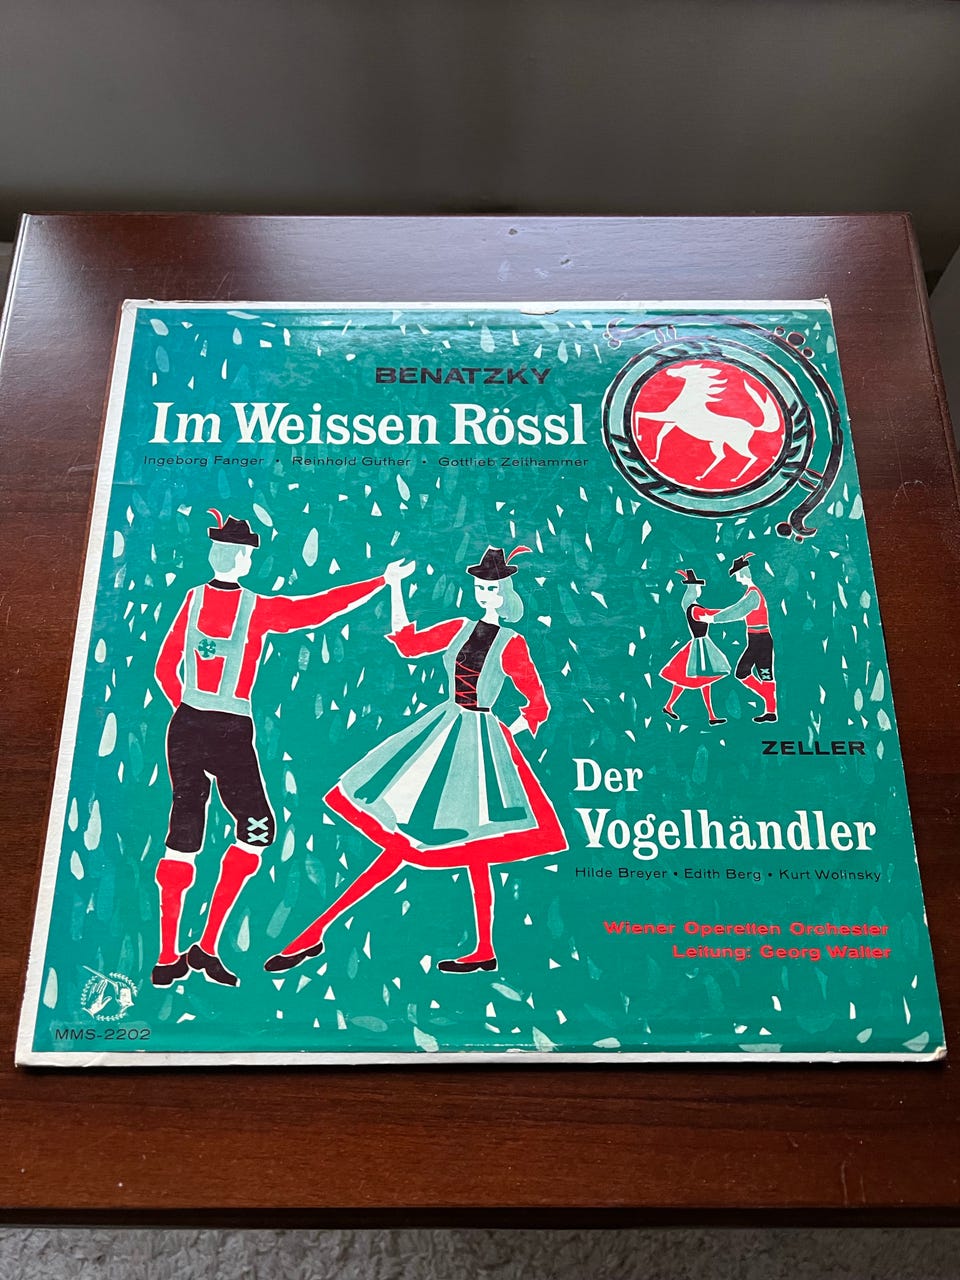 BENATZKY
Im Weissen Rössl
Ingeborg Fanger • Reinhold Güther • Gottlieb Zeithammer
ZELLER
Der
Vogelhändler
Hilde Breyer • Edith Berg • Kurt Wolinsky
Wiener Operetten Orchester
Leitung: Georg Walter
MMS-2202